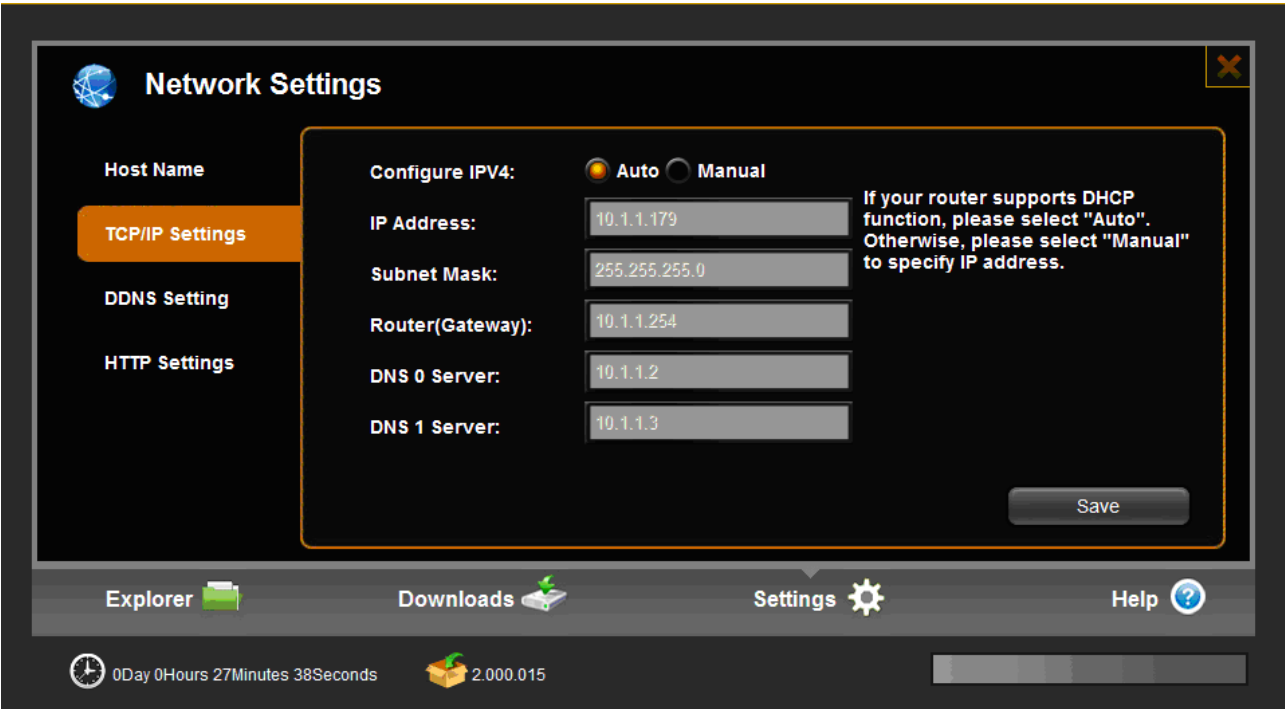 Network Settings
Host Name
TCP/IP Settings
DDNS Setting
HTTP Settings
Configure IPV4: Auto Manual
IP Address: 10.1.1.179
Subnet Mask: 255.255.255.0
Router(Gateway): 10.1.1.254
DNS 0 Server: 10.1.1.2
DNS 1 Server: 10.1.1.3
If your router supports DHCP
function, please select "Auto".
Otherwise, please select "Manual"
to specify IP address.
Save
Explorer Downloads Settings Help
0Day 0Hours 27Minutes 38Seconds 2.000.015